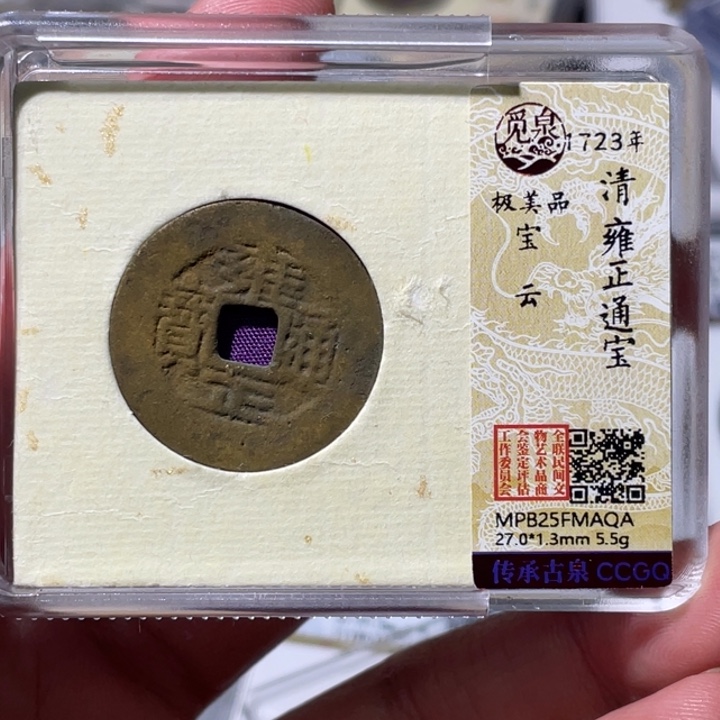 雍正通寳
觅泉
1723年
清雍正通宝
极美品
宝云
全联民间文
物艺术品商
会鉴定评估
工作委员会
MPB25FMAQA
27.0*1.3mm 5.5g
传承古泉 CCGQ